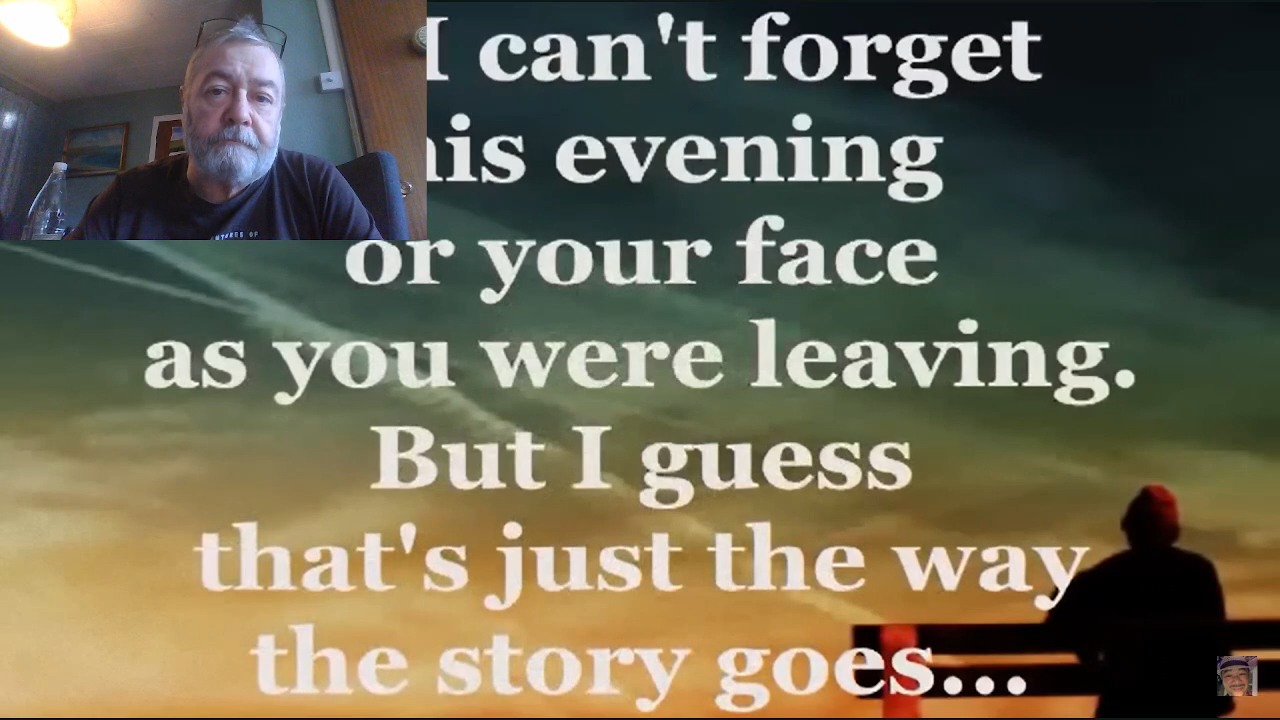 I can't forget
his evening
or your face
as you were leaving.
But I guess
that's just the way
the story goes...